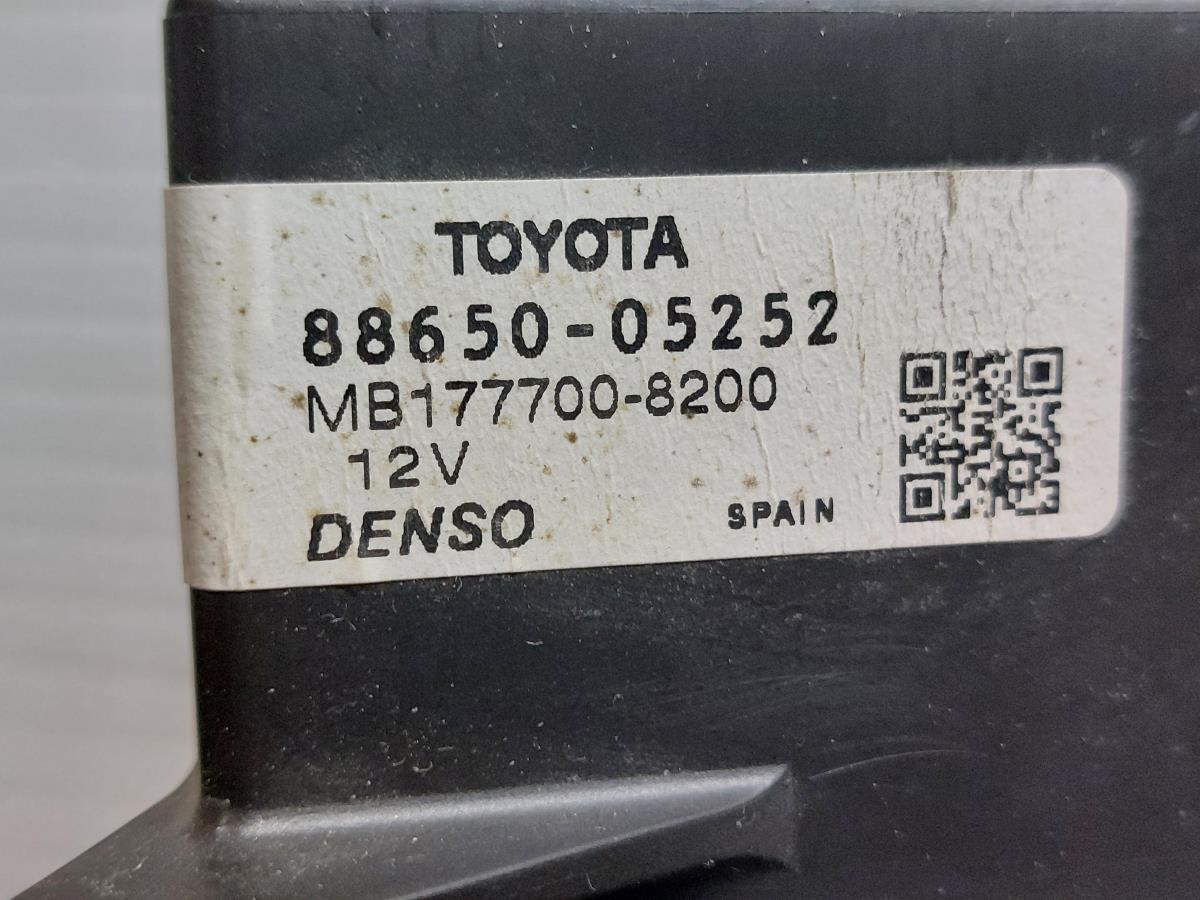 TOYOTA
88650-05252
MB177700-8200
12V
DENSO
SPAIN